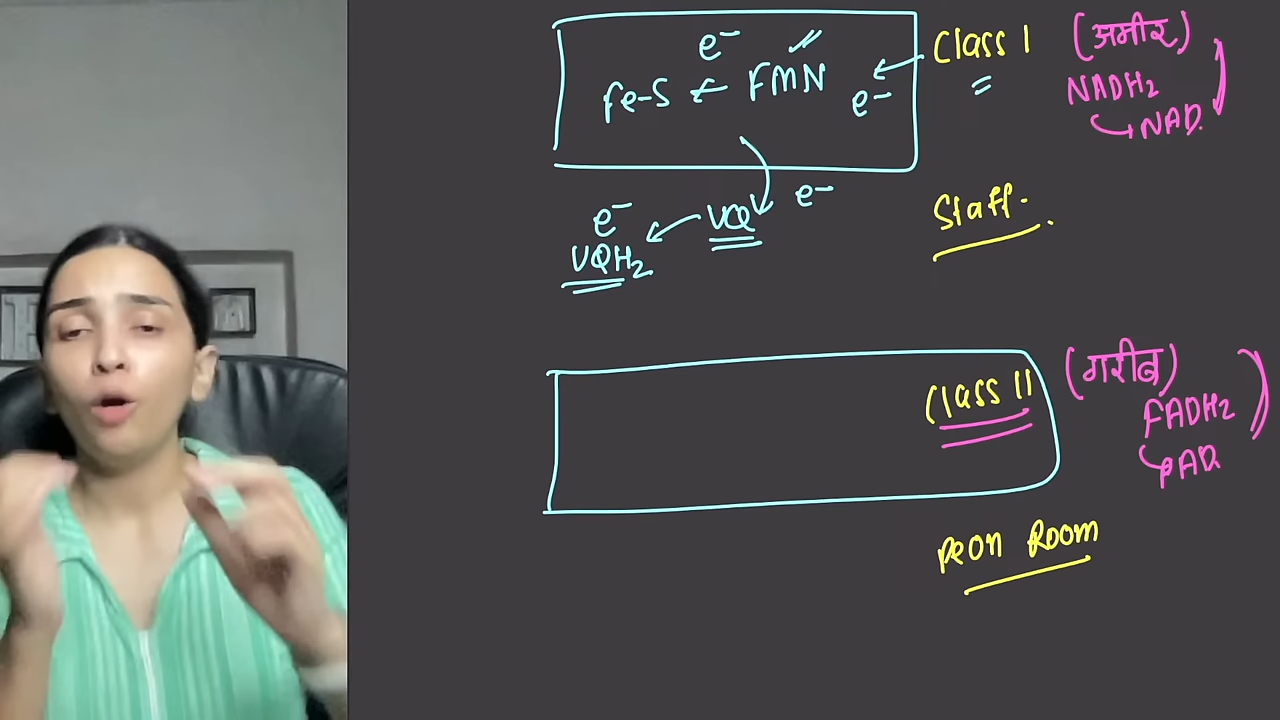 e⁻
Class I (अमीर)
Fe-S ← FMN
e⁻
NADH₂
↳ NAD.
e⁻
e⁻
UQ
UQH₂
Staff.
Class II (गरीब)
FADH₂
↳ FAD
Peon Room